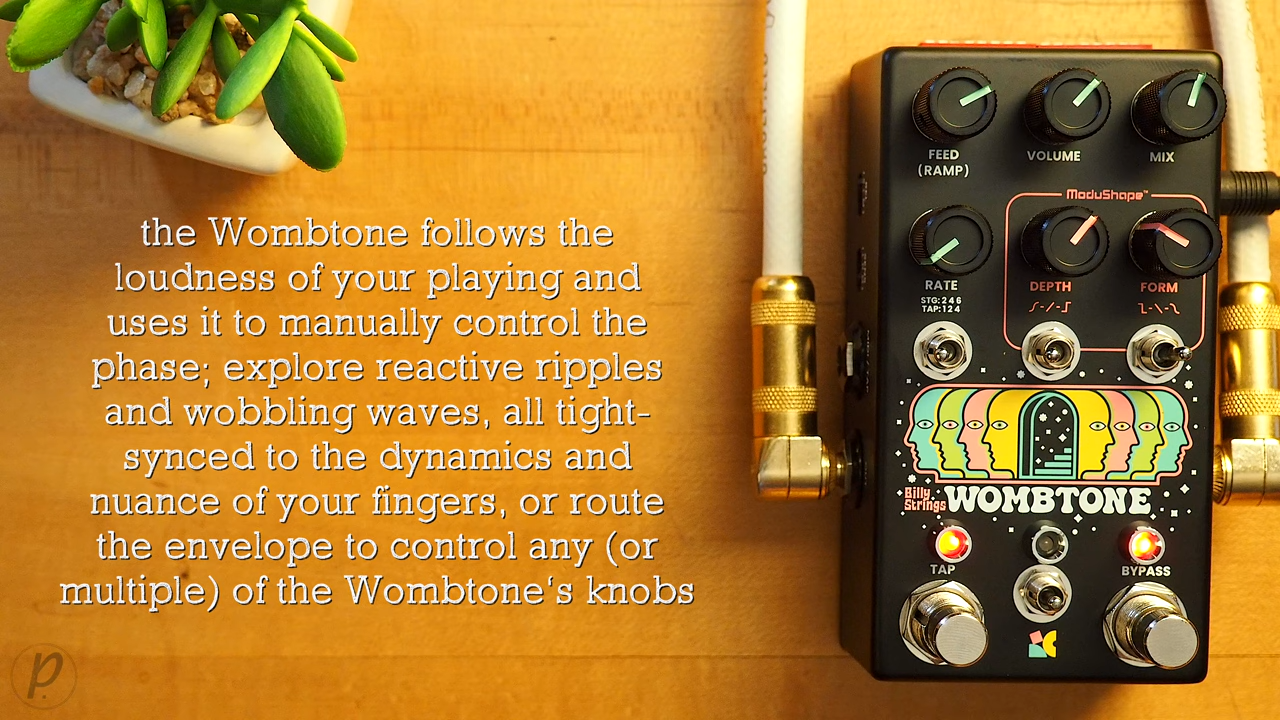 the Wombtone follows the
loudness of your playing and
uses it to manually control the
phase; explore reactive ripples
and wobbling waves, all tight-
synced to the dynamics and
nuance of your fingers, or route
the envelope to control any (or
multiple) of the Wombtone's knobs
p.
FEED
(RAMP)
VOLUME
MIX
ModuShape™
RATE
DEPTH
FORM
STG: 2 4 6
TAP: 1 2 4
Billy
Strings
WOMBTONE
TAP
BYPASS